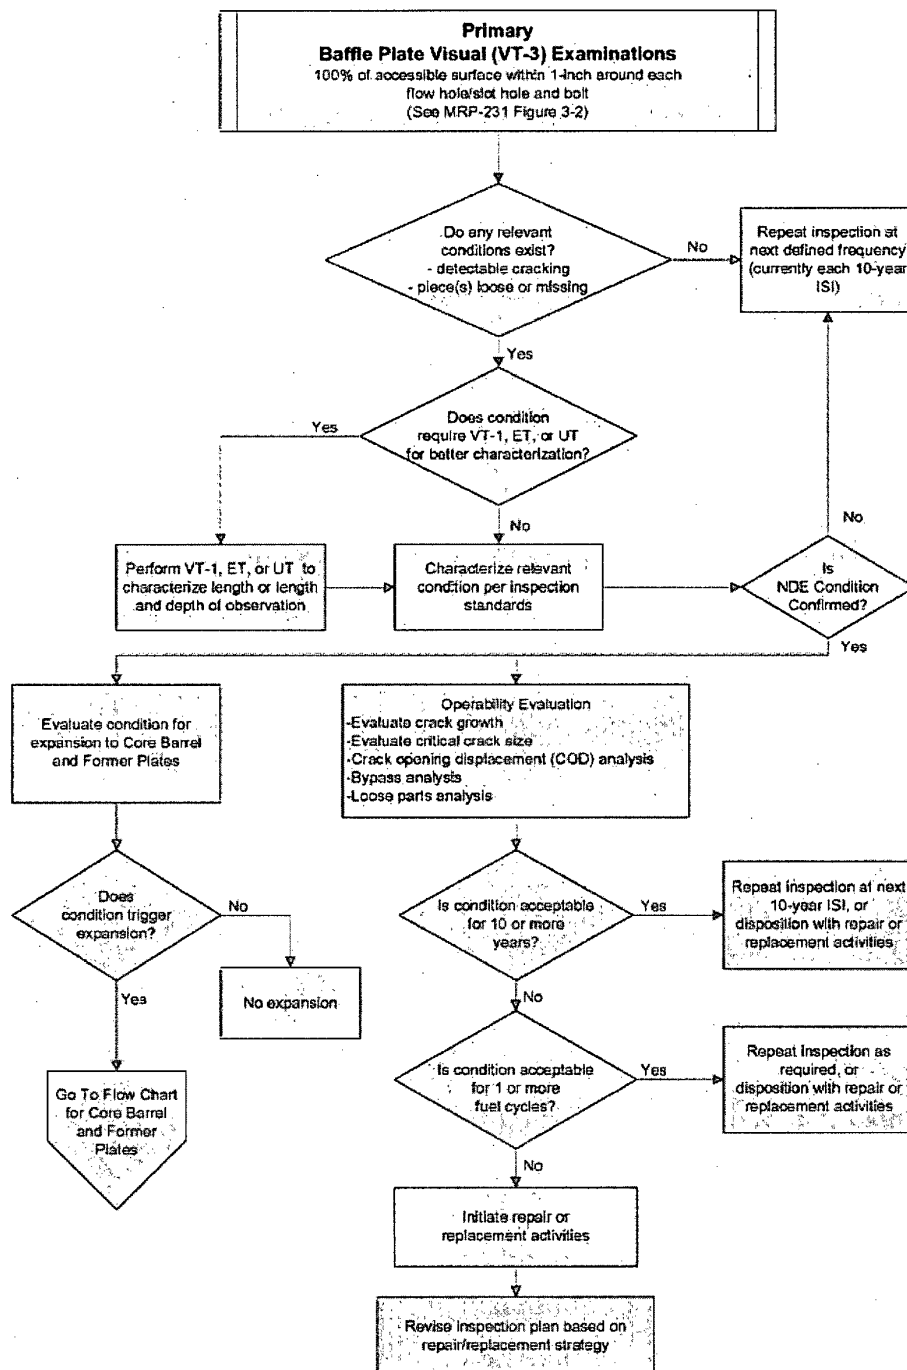 Primary
Baffle Plate Visual (VT-3) Examinations
100% of accessible surface within 1-inch around each
flow hole/slot hole and bolt
(See MRP-231 Figure 3-2)
Do any relevant
conditions exist?
- detectable cracking
- piece(s) loose or missing
No
Repeat inspection at
next defined frequency
(currently each 10-year
ISI)
Yes
Does condition
require VT-1, ET, or UT
for better characterization?
Yes
No
No
Perform VT-1, ET, or UT to
characterize length or length
and depth of observation
Characterize relevant
condition per inspection
standards
Is
NDE Condition
Confirmed?
Yes
Evaluate condition for
expansion to Core Barrel
and Former Plates
Operability Evaluation
-Evaluate crack growth
-Evaluate critical crack size
-Crack opening displacement (COD) analysis
-Bypass analysis
-Loose parts analysis
Does
condition trigger
expansion?
No
Is condition acceptable
for 10 or more
years?
Yes
Repeat inspection at next
10-year ISI, or
disposition with repair or
replacement activities
Yes
No expansion
No
Go To Flow Chart
for Core Barrel
and Former
Plates
Is condition acceptable
for 1 or more
fuel cycles?
Yes
Repeat Inspection as
required, or
disposition with repair or
replacement activities
No
Initiate repair or
replacement activities
Revise inspection plan based on
repair/replacement strategy